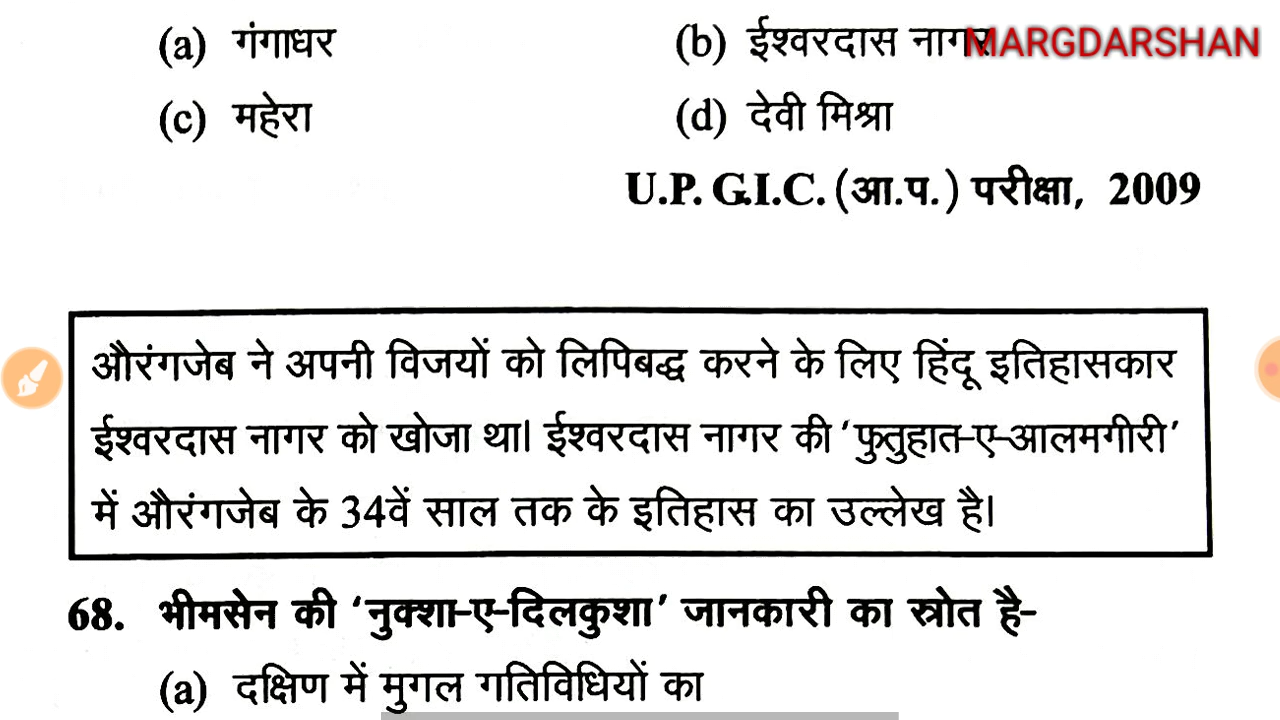 (a) गंगाधर (b) ईश्वरदास नागर MARGDARSHAN
(c) महेरा (d) देवी मिश्रा
U.P. G.I.C. (आ.प.) परीक्षा, 2009
औरंगजेब ने अपनी विजयों को लिपिबद्ध करने के लिए हिंदू इतिहासकार
ईश्वरदास नागर को खोजा था। ईश्वरदास नागर की 'फुतुहात-ए-आलमगीरी'
में औरंगजेब के 34वें साल तक के इतिहास का उल्लेख है।
68. भीमसेन की 'नुक्शा-ए-दिलकुशा' जानकारी का स्रोत है-
(a) दक्षिण में मुगल गतिविधियों का